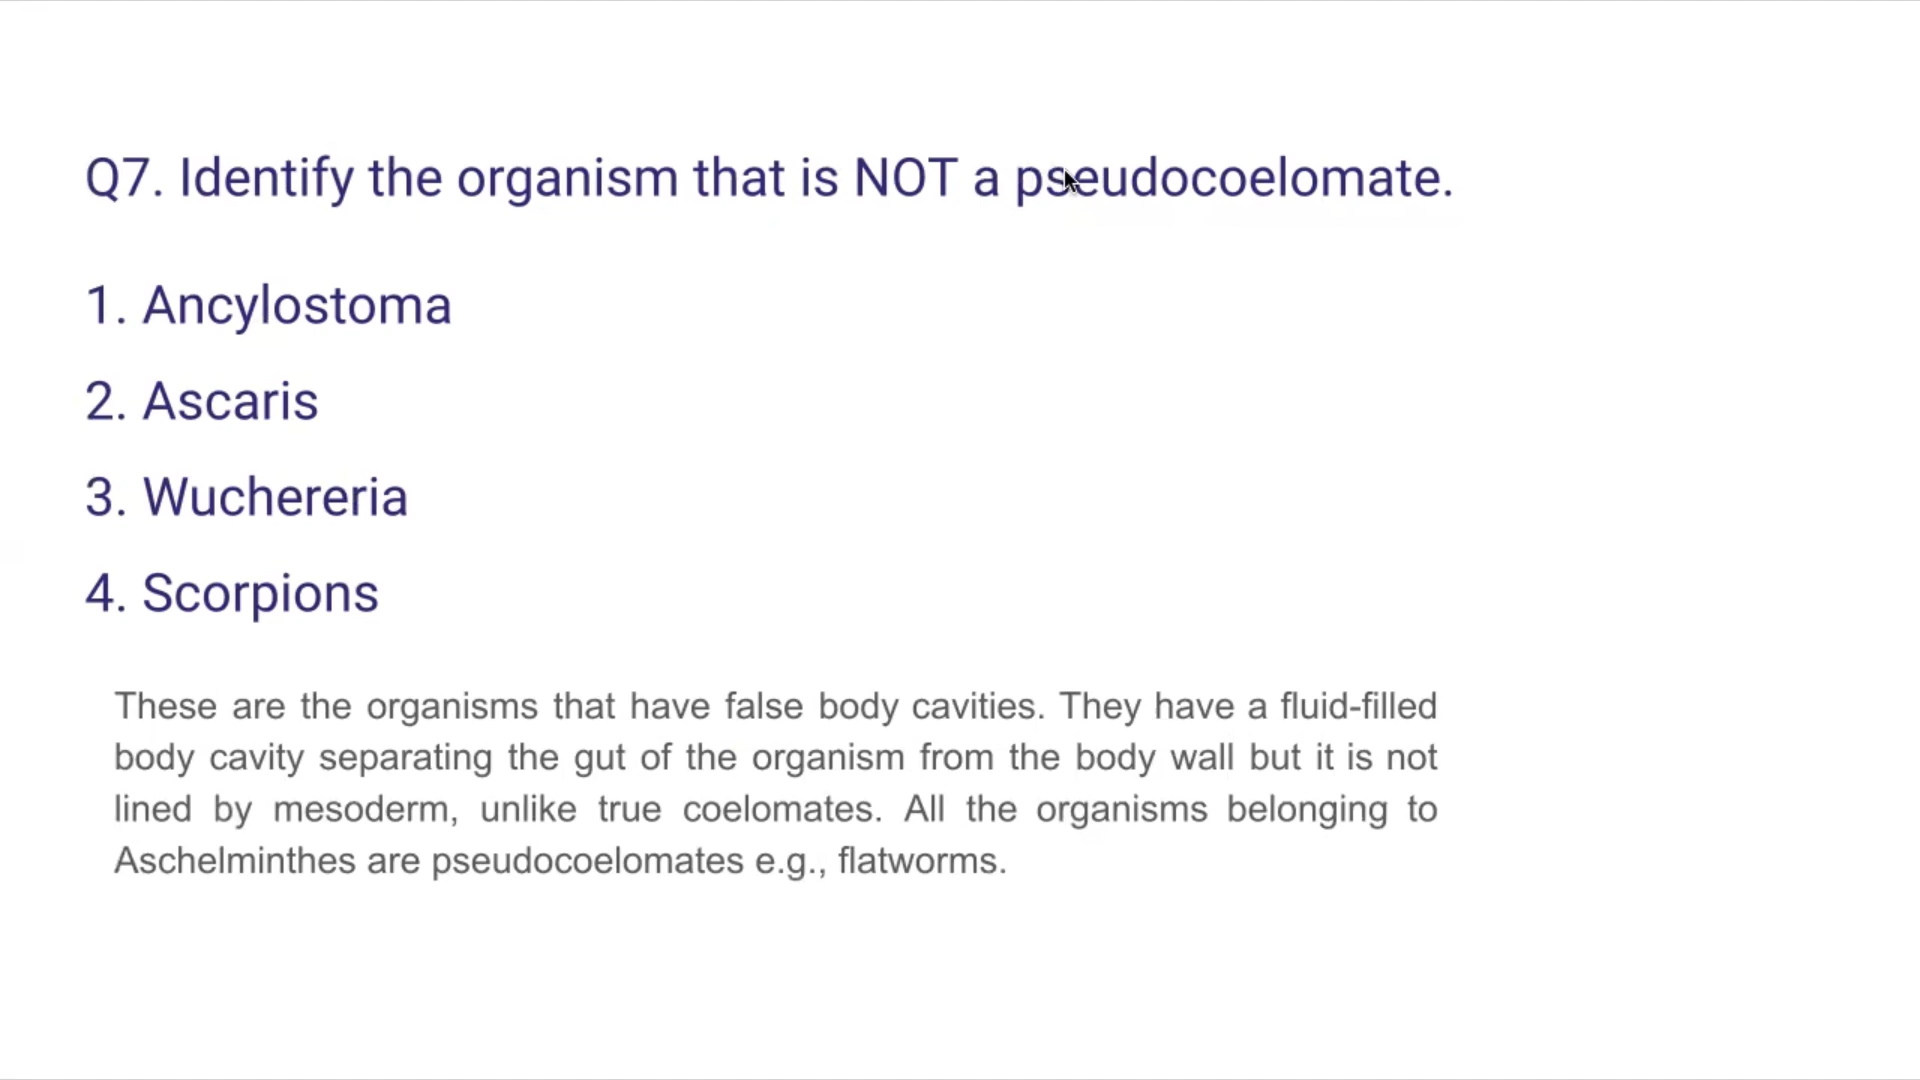 Q7. Identify the organism that is NOT a pseudocoelomate.
1. Ancylostoma
2. Ascaris
3. Wuchereria
4. Scorpions
These are the organisms that have false body cavities. They have a fluid-filled
body cavity separating the gut of the organism from the body wall but it is not
lined by mesoderm, unlike true coelomates. All the organisms belonging to
Aschelminthes are pseudocoelomates e.g., flatworms.